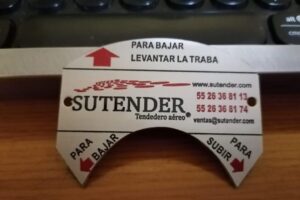 PARA BAJAR
LEVANTAR LA TRABA
www.sutender.com
SUTENDER®
Tendedero aéreo
55 26 36 81 13
55 26 36 81 74
ventas@sutender.com
PARA
BAJAR
PARA
SUBIR